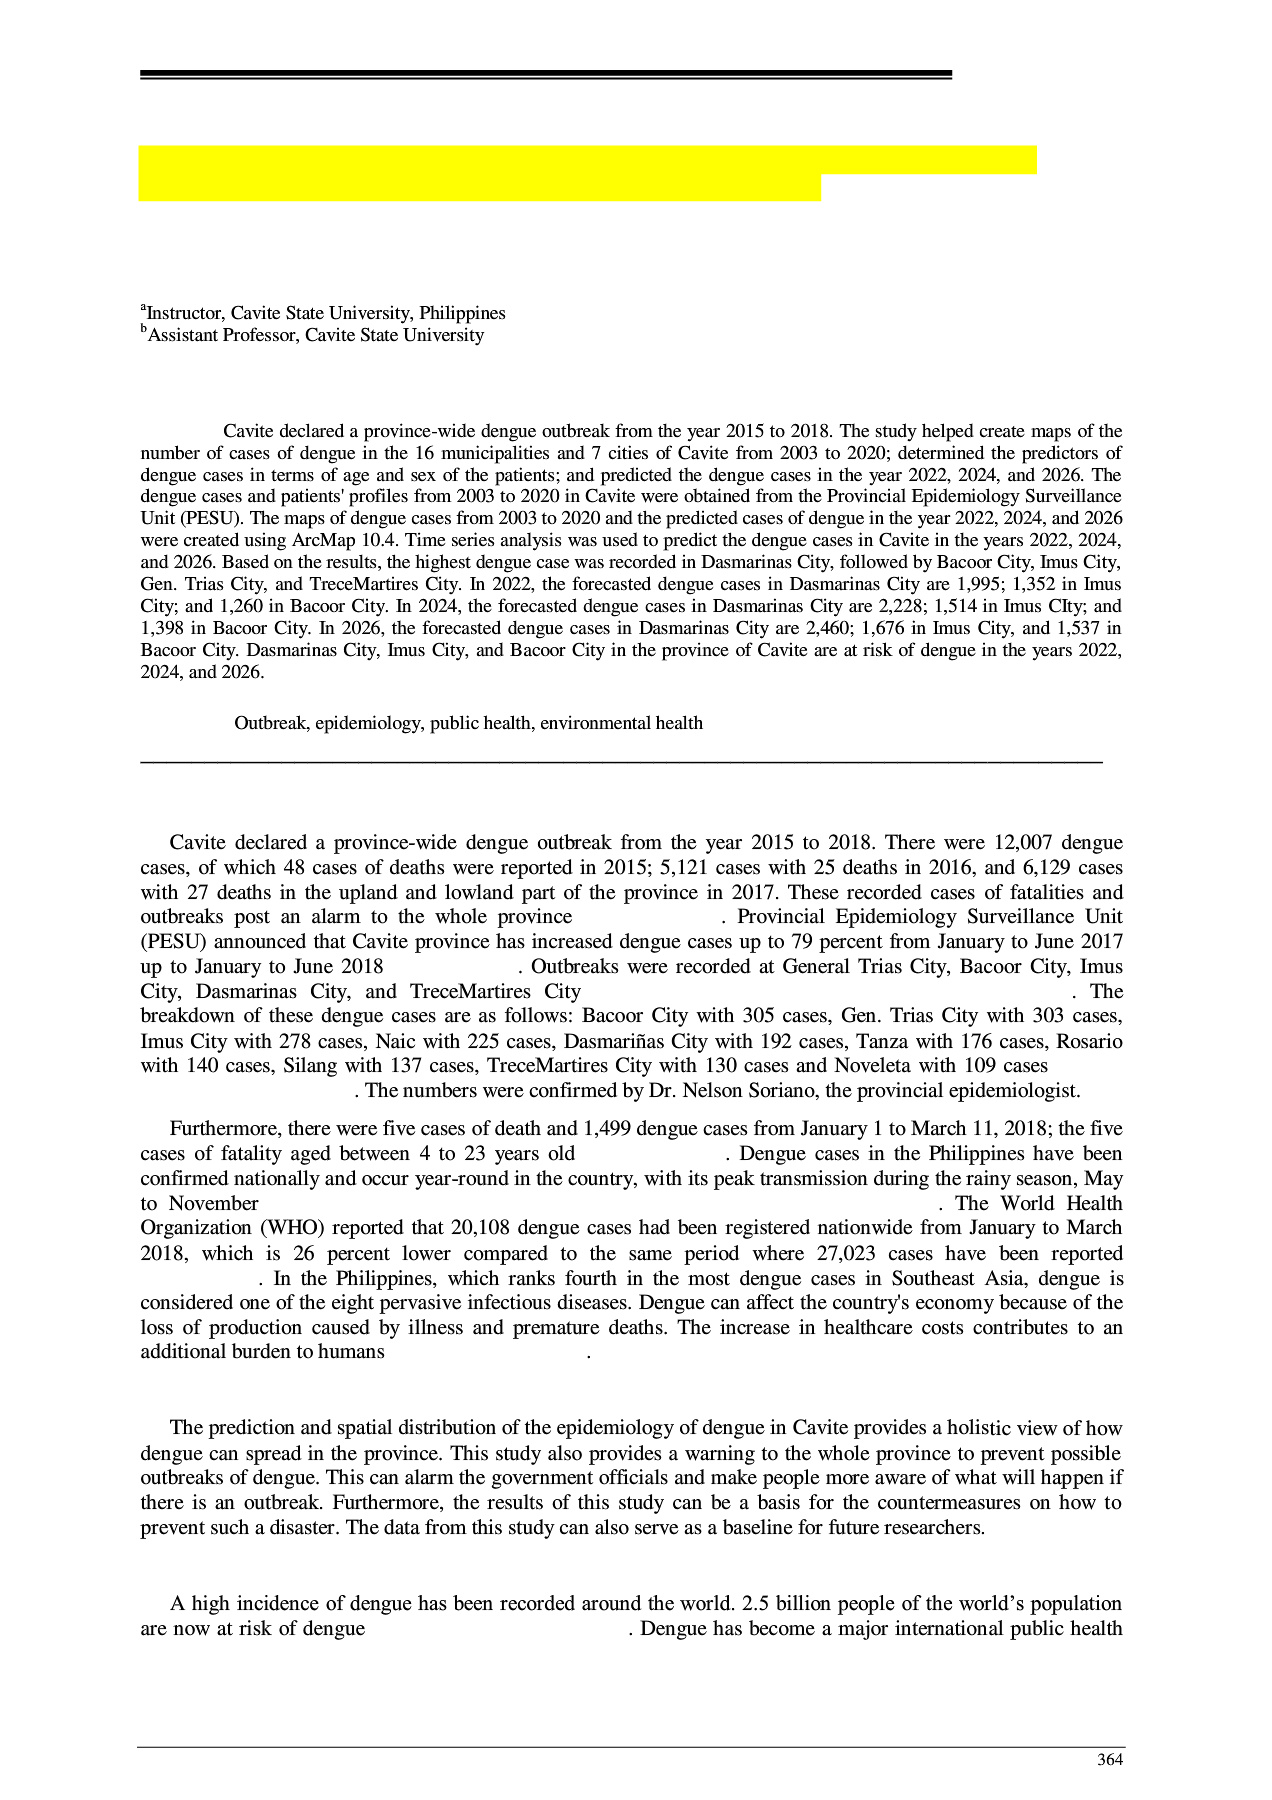 aInstructor, Cavite State University, Philippines
bAssistant Professor, Cavite State University
Cavite declared a province-wide dengue outbreak from the year 2015 to 2018. The study helped create maps of the
number of cases of dengue in the 16 municipalities and 7 cities of Cavite from 2003 to 2020; determined the predictors of
dengue cases in terms of age and sex of the patients; and predicted the dengue cases in the year 2022, 2024, and 2026. The
dengue cases and patients' profiles from 2003 to 2020 in Cavite were obtained from the Provincial Epidemiology Surveillance
Unit (PESU). The maps of dengue cases from 2003 to 2020 and the predicted cases of dengue in the year 2022, 2024, and 2026
were created using ArcMap 10.4. Time series analysis was used to predict the dengue cases in Cavite in the years 2022, 2024,
and 2026. Based on the results, the highest dengue case was recorded in Dasmarinas City, followed by Bacoor City, Imus City,
Gen. Trias City, and TreceMartires City. In 2022, the forecasted dengue cases in Dasmarinas City are 1,995; 1,352 in Imus
City; and 1,260 in Bacoor City. In 2024, the forecasted dengue cases in Dasmarinas City are 2,228; 1,514 in Imus CIty; and
1,398 in Bacoor City. In 2026, the forecasted dengue cases in Dasmarinas City are 2,460; 1,676 in Imus City, and 1,537 in
Bacoor City. Dasmarinas City, Imus City, and Bacoor City in the province of Cavite are at risk of dengue in the years 2022,
2024, and 2026.
Outbreak, epidemiology, public health, environmental health
Cavite declared a province-wide dengue outbreak from the year 2015 to 2018. There were 12,007 dengue
cases, of which 48 cases of deaths were reported in 2015; 5,121 cases with 25 deaths in 2016, and 6,129 cases
with 27 deaths in the upland and lowland part of the province in 2017. These recorded cases of fatalities and
outbreaks post an alarm to the whole province . Provincial Epidemiology Surveillance Unit
(PESU) announced that Cavite province has increased dengue cases up to 79 percent from January to June 2017
up to January to June 2018 . Outbreaks were recorded at General Trias City, Bacoor City, Imus
City, Dasmarinas City, and TreceMartires City . The
breakdown of these dengue cases are as follows: Bacoor City with 305 cases, Gen. Trias City with 303 cases,
Imus City with 278 cases, Naic with 225 cases, Dasmariñas City with 192 cases, Tanza with 176 cases, Rosario
with 140 cases, Silang with 137 cases, TreceMartires City with 130 cases and Noveleta with 109 cases
. The numbers were confirmed by Dr. Nelson Soriano, the provincial epidemiologist.
Furthermore, there were five cases of death and 1,499 dengue cases from January 1 to March 11, 2018; the five
cases of fatality aged between 4 to 23 years old . Dengue cases in the Philippines have been
confirmed nationally and occur year-round in the country, with its peak transmission during the rainy season, May
to November . The World Health
Organization (WHO) reported that 20,108 dengue cases had been registered nationwide from January to March
2018, which is 26 percent lower compared to the same period where 27,023 cases have been reported
. In the Philippines, which ranks fourth in the most dengue cases in Southeast Asia, dengue is
considered one of the eight pervasive infectious diseases. Dengue can affect the country's economy because of the
loss of production caused by illness and premature deaths. The increase in healthcare costs contributes to an
additional burden to humans .
The prediction and spatial distribution of the epidemiology of dengue in Cavite provides a holistic view of how
dengue can spread in the province. This study also provides a warning to the whole province to prevent possible
outbreaks of dengue. This can alarm the government officials and make people more aware of what will happen if
there is an outbreak. Furthermore, the results of this study can be a basis for the countermeasures on how to
prevent such a disaster. The data from this study can also serve as a baseline for future researchers.
A high incidence of dengue has been recorded around the world. 2.5 billion people of the world’s population
are now at risk of dengue . Dengue has become a major international public health
364